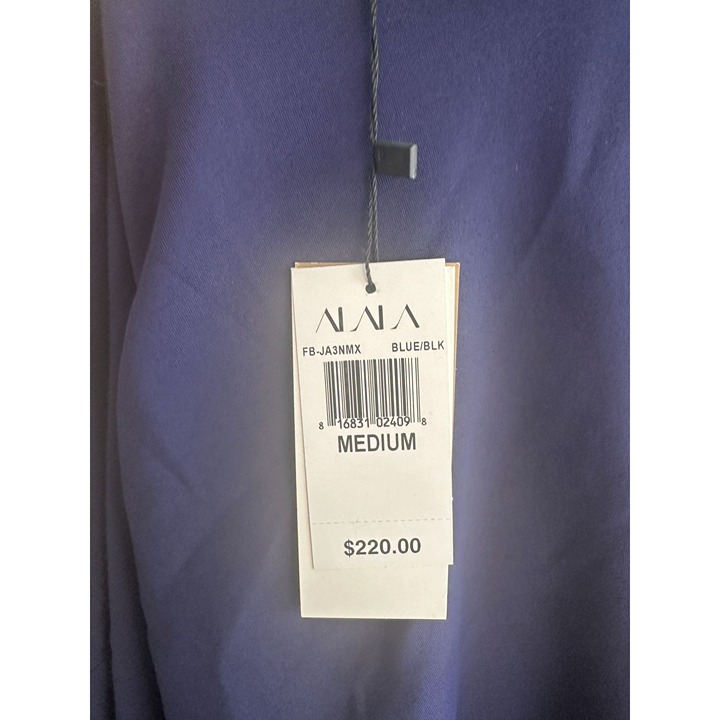 ALALA
FB-JA3NMX BLUE/BLK
8 16831 02409 8
MEDIUM
$220.00